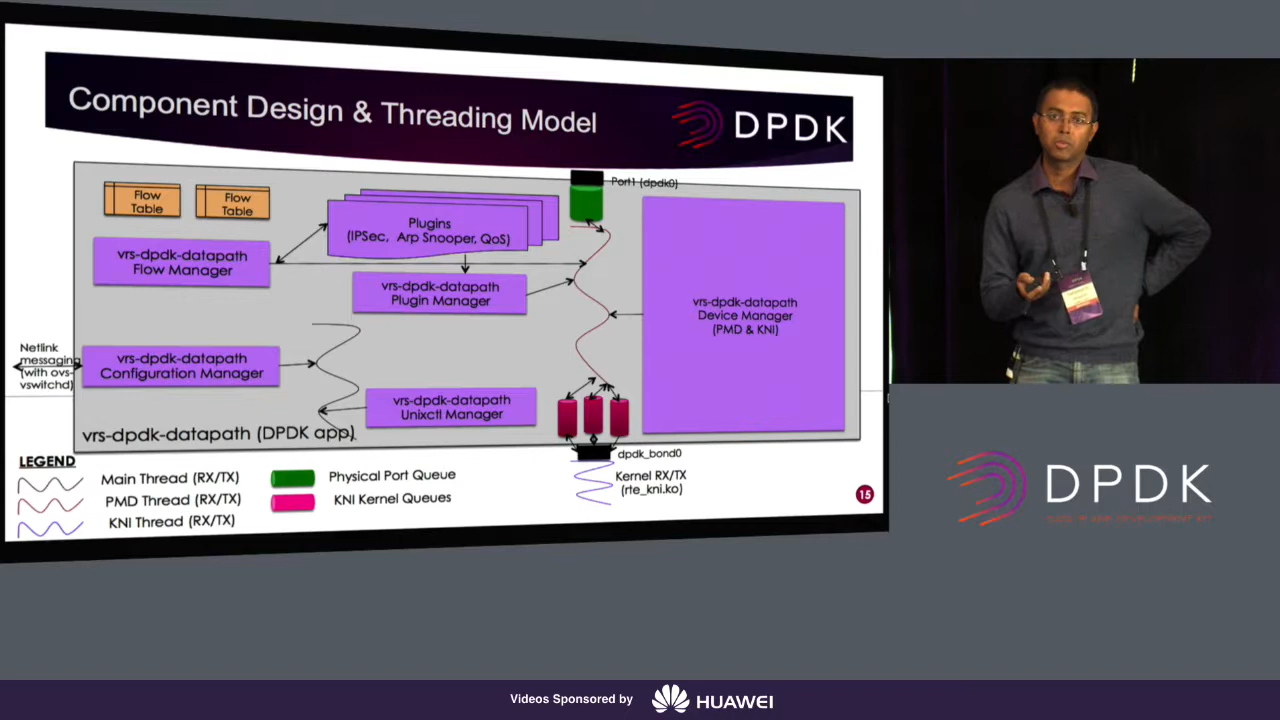 Component Design & Threading Model
DPDK
Port1 (dpdk0)
Flow
Table
Flow
Table
Plugins
(IPSec, Arp Snooper, QoS)
vrs-dpdk-datapath
Flow Manager
vrs-dpdk-datapath
Plugin Manager
vrs-dpdk-datapath
Device Manager
(PMD & KNI)
Netlink
messaging
(with ovs-
vswitchd)
vrs-dpdk-datapath
Configuration Manager
vrs-dpdk-datapath
Unixctl Manager
vrs-dpdk-datapath (DPDK app)
dpdk_bond0
Kernel RX/TX
(rte_kni.ko)
LEGEND
Main Thread (RX/TX)
PMD Thread (RX/TX)
KNI Thread (RX/TX)
Physical Port Queue
KNI Kernel Queues
15
DPDK
Videos Sponsored by
HUAWEI